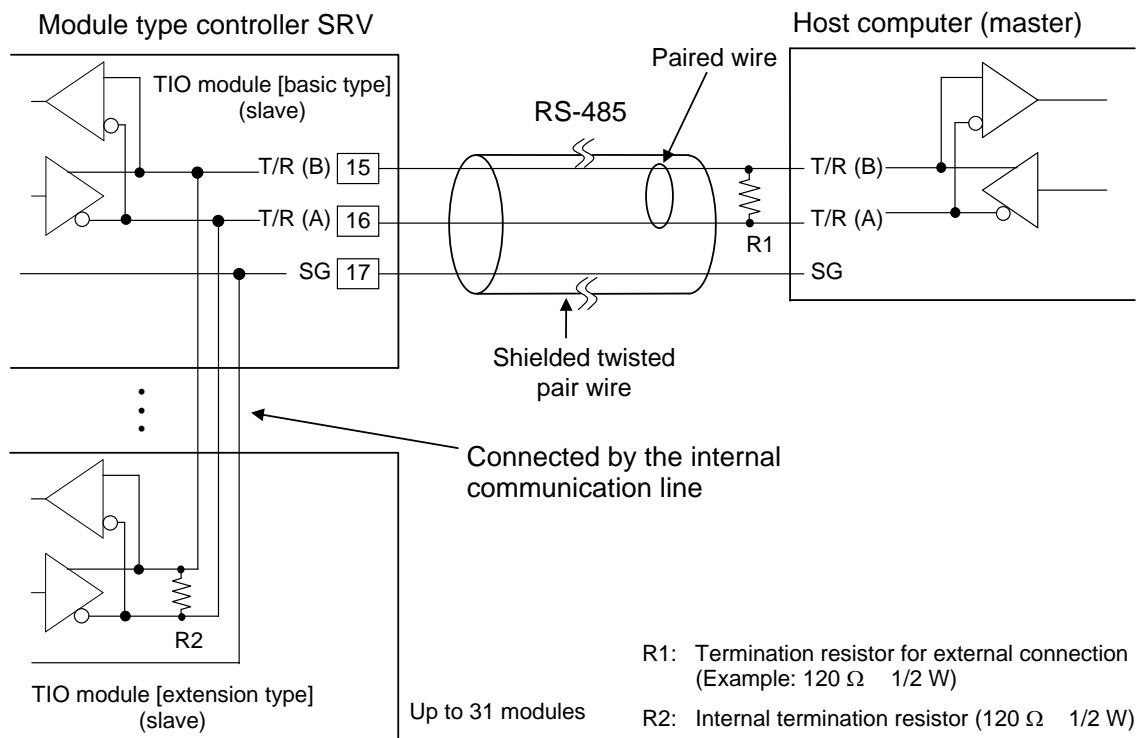 Module type controller SRV
Host computer (master)
TIO module [basic type]
(slave)
Paired wire
RS-485
T/R (B) 15
T/R (A) 16
SG 17
R1
T/R (B)
T/R (A)
SG
Shielded twisted
pair wire
Connected by the internal
communication line
R2
TIO module [extension type]
(slave)
Up to 31 modules
R1: Termination resistor for external connection
(Example: 120 Ω 1/2 W)
R2: Internal termination resistor (120 Ω 1/2 W)